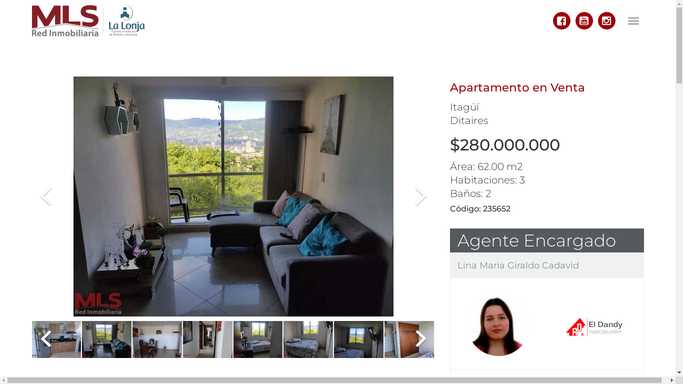 MLS
Red Inmobiliaria
La Lonja
Apartamento en Venta
Itagüí
Ditaires
$280.000.000
Área: 62.00 m2
Habitaciones: 3
Baños: 2
Código: 235652
Agente Encargado
Lina Maria Giraldo Cadavid
El Dandy
MLS
Red Inmobiliaria